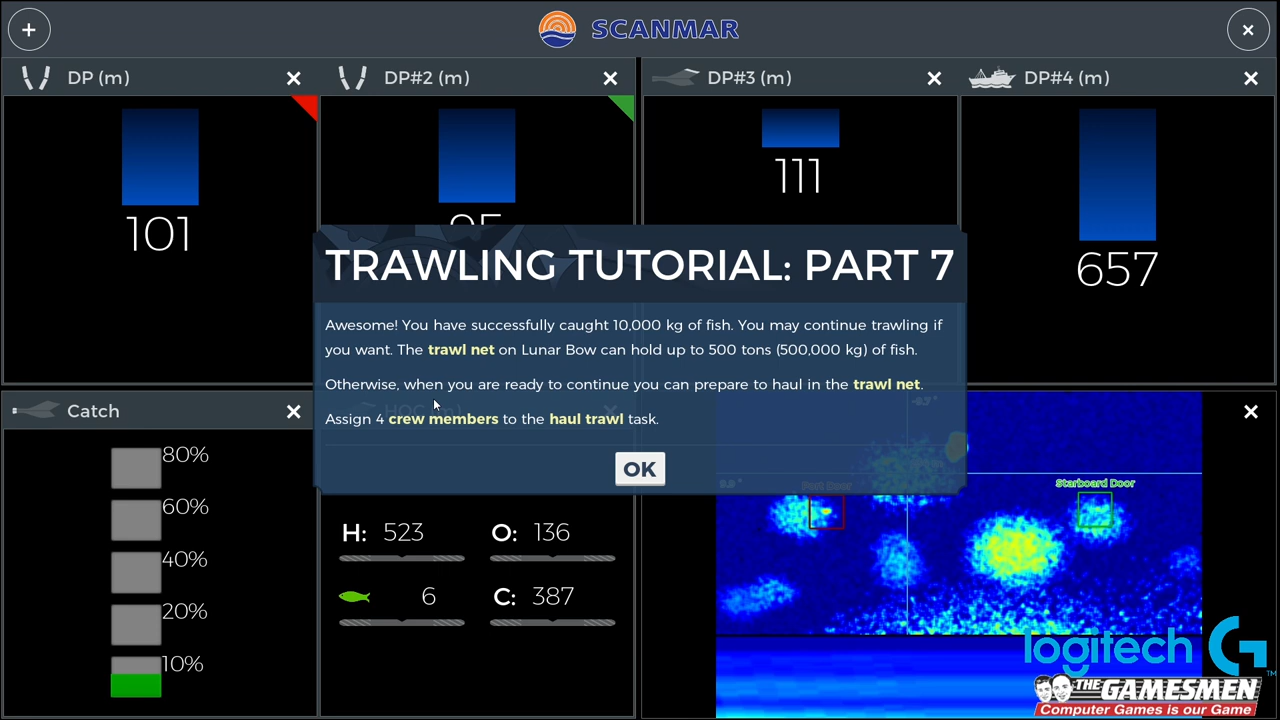 +
SCANMAR
×
DP (m) ×
DP#2 (m) ×
DP#3 (m) ×
DP#4 (m) ×
101
111
657
TRAWLING TUTORIAL: PART 7
Awesome! You have successfully caught 10,000 kg of fish. You may continue trawling if
you want. The trawl net on Lunar Bow can hold up to 500 tons (500,000 kg) of fish.
Otherwise, when you are ready to continue you can prepare to haul in the trawl net.
Assign 4 crew members to the haul trawl task.
OK
Catch ×
×
80%
60%
40%
20%
10%
H: 523 O: 136
6 C: 387
Port Door
Starboard Door
logitech G
THE GAMESMEN
Computer Games is our Game